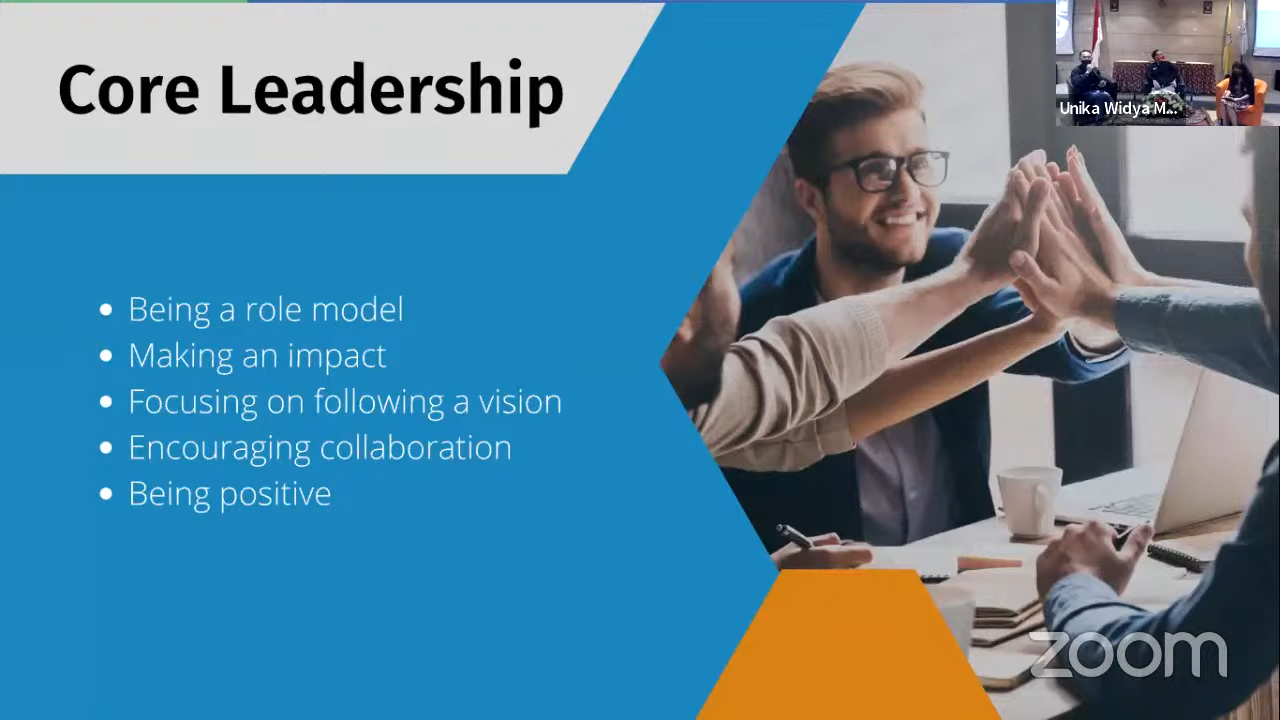 Core Leadership
Unika Widya M...
Being a role model
Making an impact
Focusing on following a vision
Encouraging collaboration
Being positive
zoom